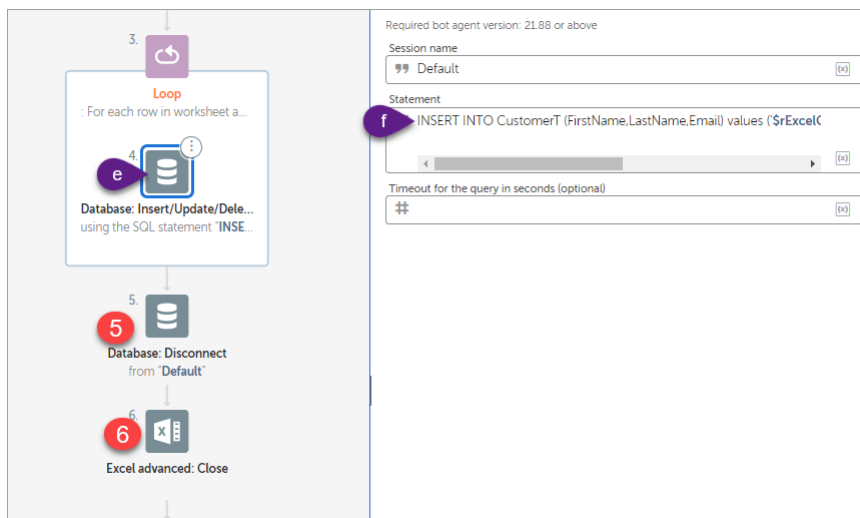 3.
Loop
: For each row in worksheet a...
4.
e
Database: Insert/Update/Dele...
using the SQL statement "INSE...
5.
5
Database: Disconnect
from "Default"
6.
6
Excel advanced: Close
Required bot agent version: 21.88 or above
Session name
Default
(x)
Statement
f
INSERT INTO CustomerT (FirstName,LastName,Email) values ('$rExcel
(x)
Timeout for the query in seconds (optional)
#
(x)